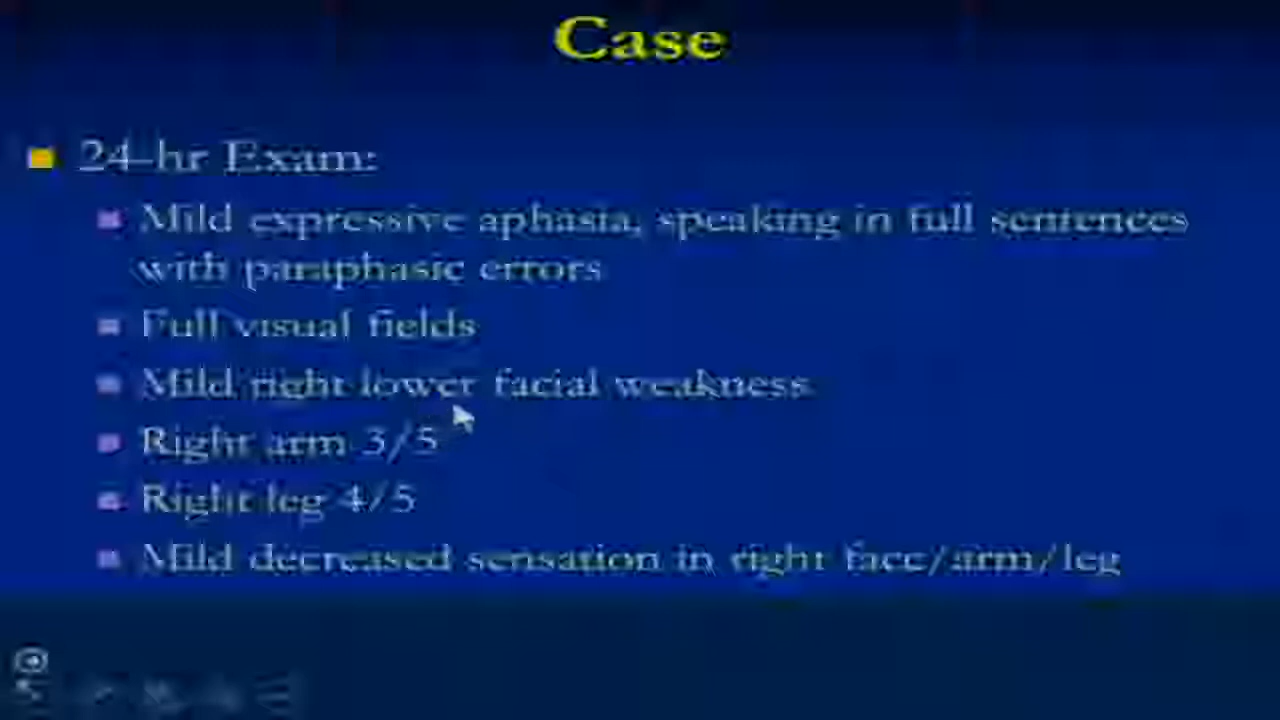 Case
24-hr Exam:
Mild expressive aphasia, speaking in full sentences
with paraphasic errors
Full visual fields
Mild right lower facial weakness
Right arm 3/5
Right leg 4/5
Mild decreased sensation in right face/arm/leg